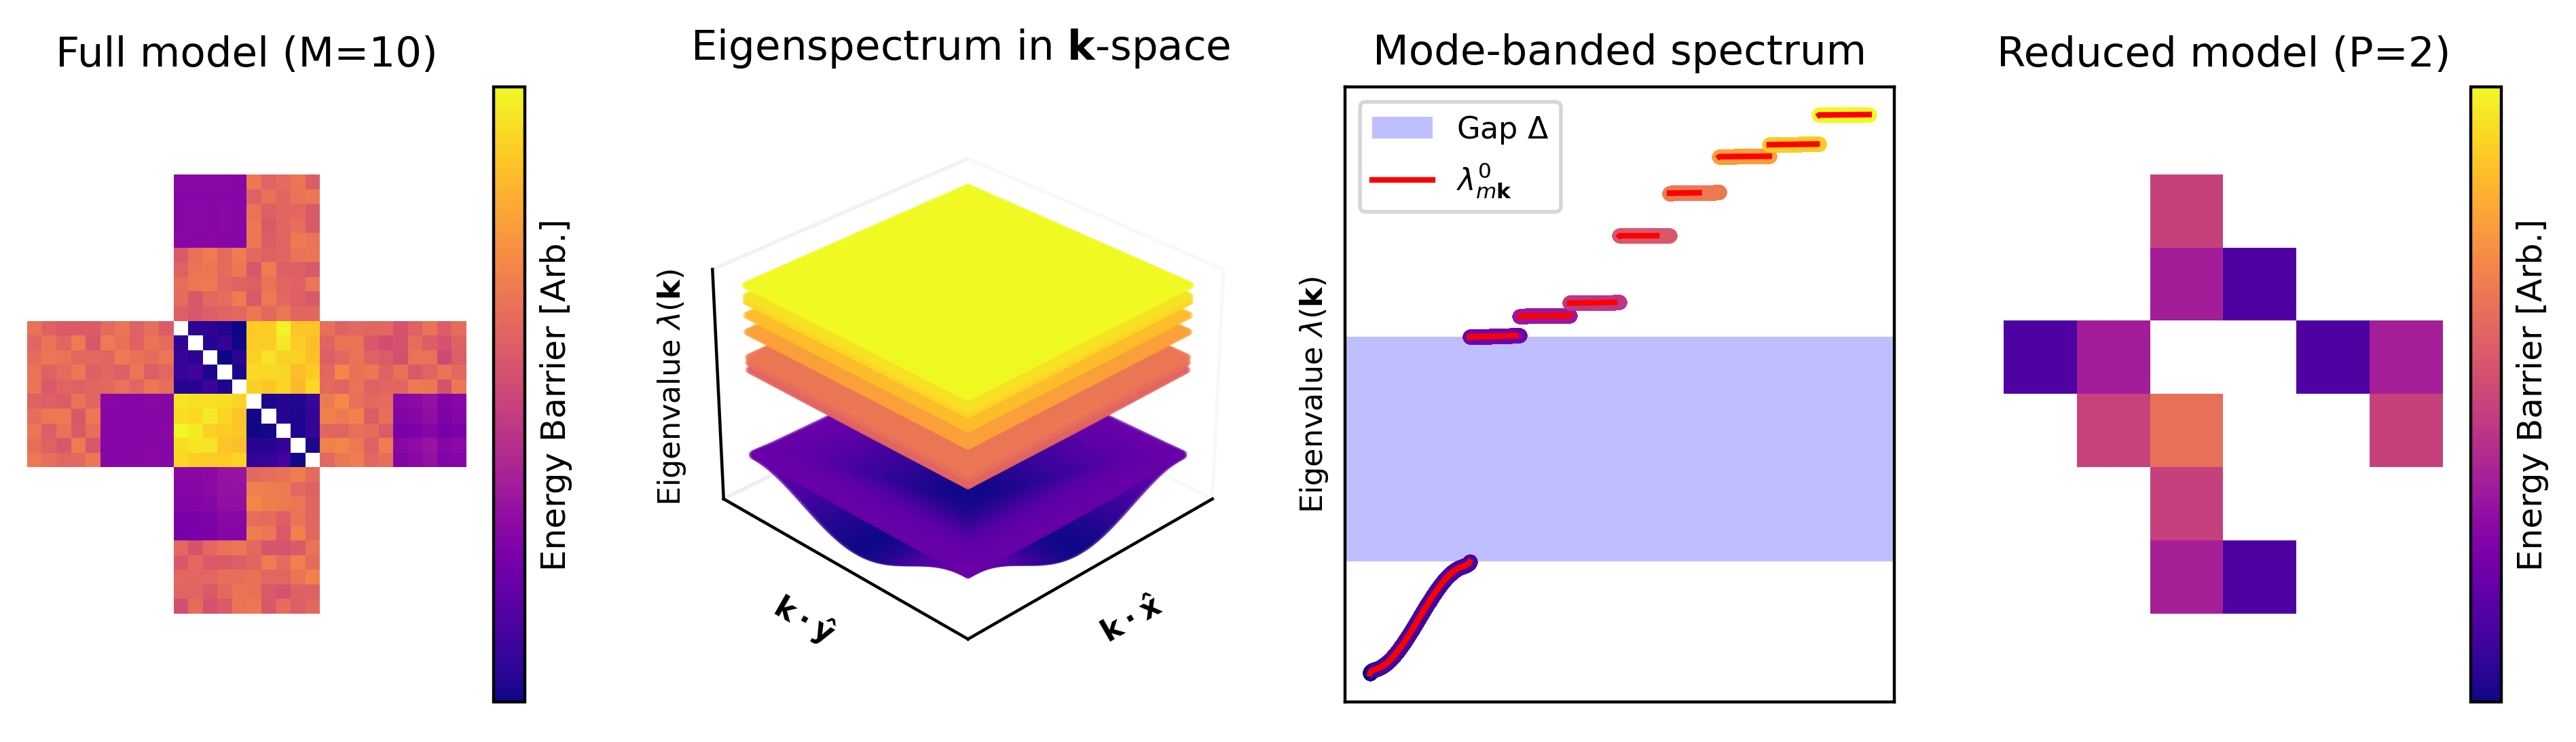 Full model (M=10)
Energy Barrier [Arb.]
Eigenspectrum in k-space
Eigenvalue λ(k)
k · ŷ
k · x̂
Mode-banded spectrum
Eigenvalue λ(k)
Gap Δ
λ⁰ₘₖ
Reduced model (P=2)
Energy Barrier [Arb.]